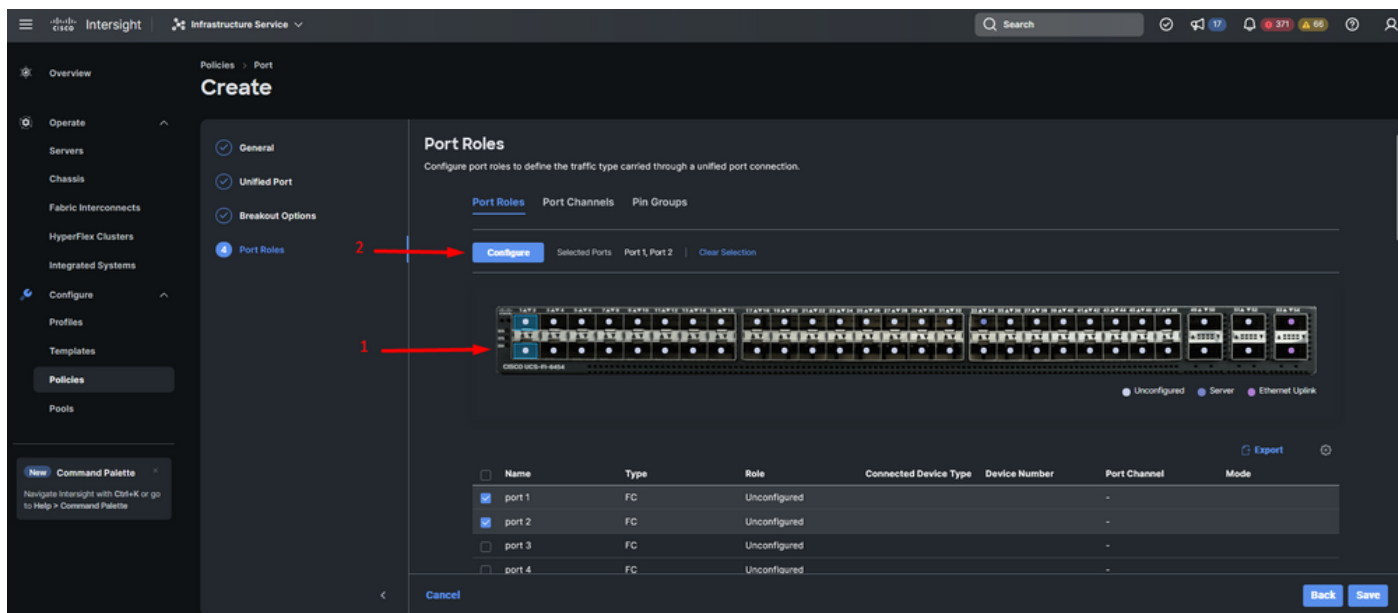 cisco Intersight Infrastructure Service Search 17 371 66
Overview
Operate
Servers
Chassis
Fabric Interconnects
HyperFlex Clusters
Integrated Systems
Configure
Profiles
Templates
Policies
Pools
New Command Palette
Navigate Intersight with Ctrl+K or go
to Help > Command Palette
Policies > Port
Create
General
Unified Port
Breakout Options
4 Port Roles
Port Roles
Configure port roles to define the traffic type carried through a unified port connection.
Port Roles Port Channels Pin Groups
2
Configure Selected Ports Port 1, Port 2 | Clear Selection
1
CISCO UCS-FI-6454
Unconfigured Server Ethernet Uplink
Export
Name Type Role Connected Device Type Device Number Port Channel Mode
port 1 FC Unconfigured -
port 2 FC Unconfigured -
port 3 FC Unconfigured -
port 4 FC Unconfigured -
Cancel Back Save